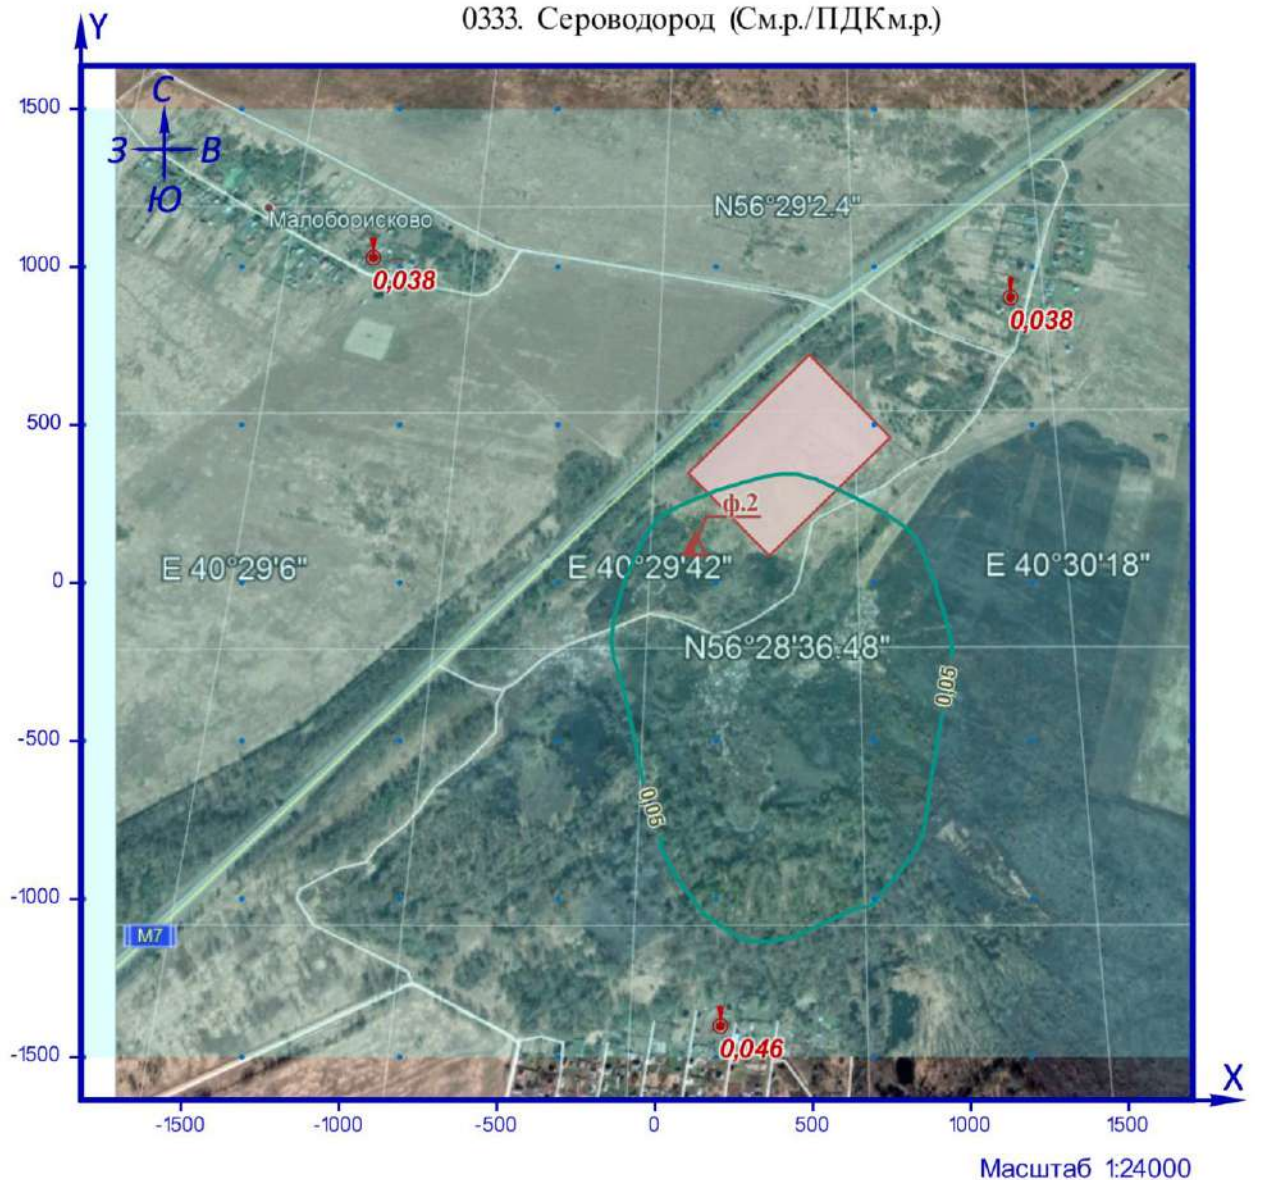 0333. Сероводород (См.р./ПДКм.р.)
Y
1500
С
З В
Ю
N56°29'2.4"
Малоборисково
1000
0,038
0,038
500
ф.2
0
E 40°29'6"
E 40°29'42"
E 40°30'18"
N56°28'36.48"
0,05
-500
0,05
-1000
М7
0,046
-1500
X
-1500 -1000 -500 0 500 1000 1500
Масштаб 1:24000